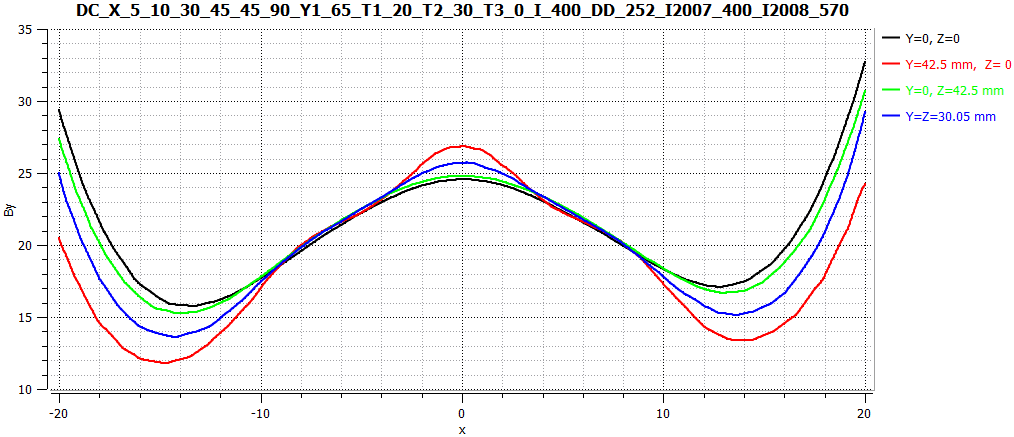 DC_X_5_10_30_45_45_90_Y1_65_T1_20_T2_30_T3_0_I_400_DD_252_I2007_400_I2008_570
35
30
25
20
15
10
By
-20
-10
0
10
20
x
Y=0, Z=0
Y=42.5 mm, Z= 0
Y=0, Z=42.5 mm
Y=Z=30.05 mm